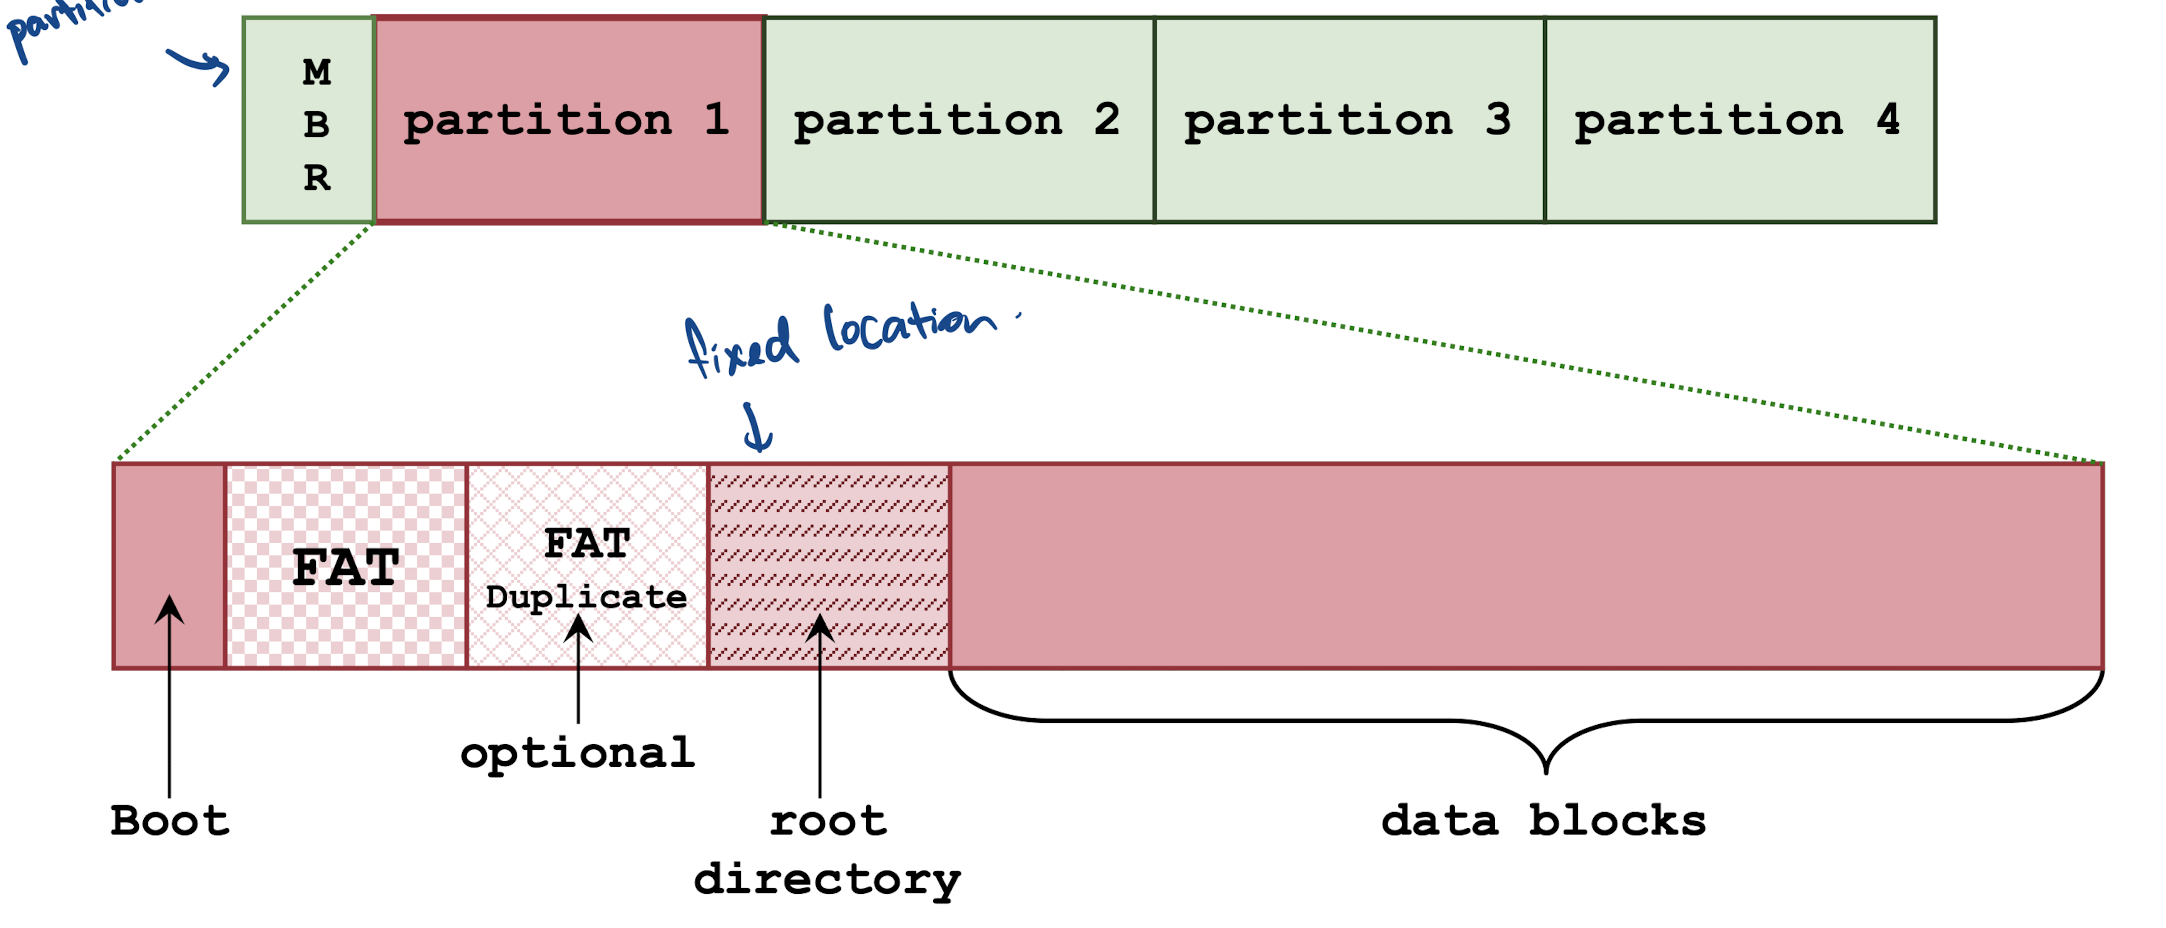 M
B
R
partition 1
partition 2
partition 3
partition 4
fixed location.
FAT
FAT
Duplicate
optional
Boot
root
directory
data blocks